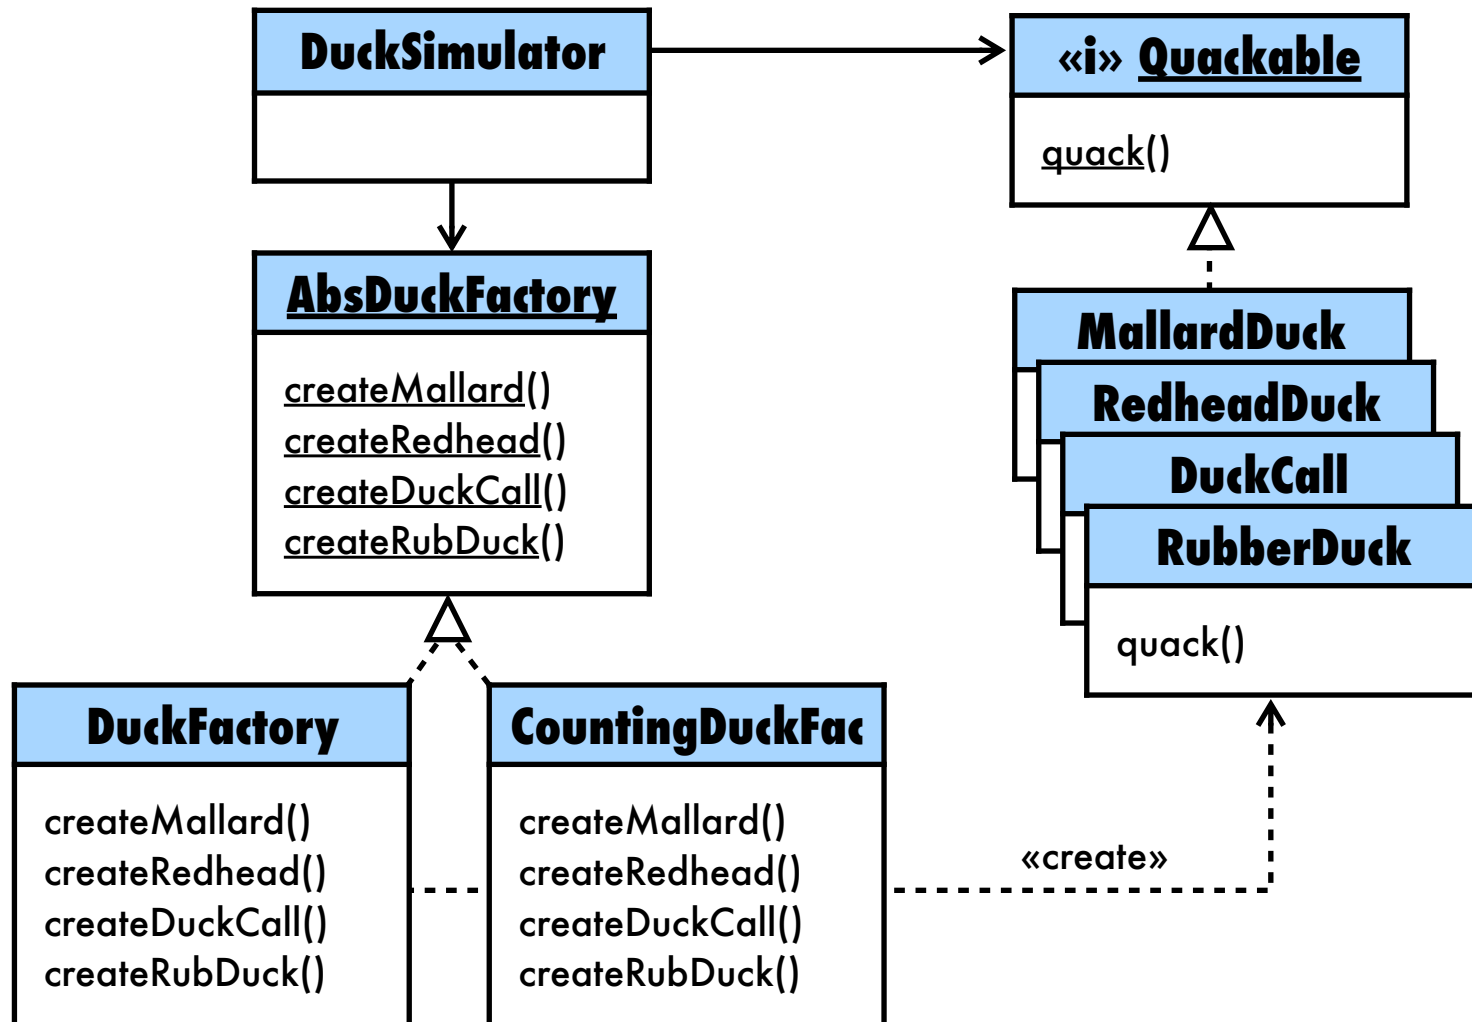 DuckSimulator
«i» Quackable
quack()
AbsDuckFactory
createMallard()
createRedhead()
createDuckCall()
createRubDuck()
MallardDuck
RedheadDuck
DuckCall
RubberDuck
quack()
DuckFactory
createMallard()
createRedhead()
createDuckCall()
createRubDuck()
CountingDuckFac
createMallard()
createRedhead()
createDuckCall()
createRubDuck()
«create»